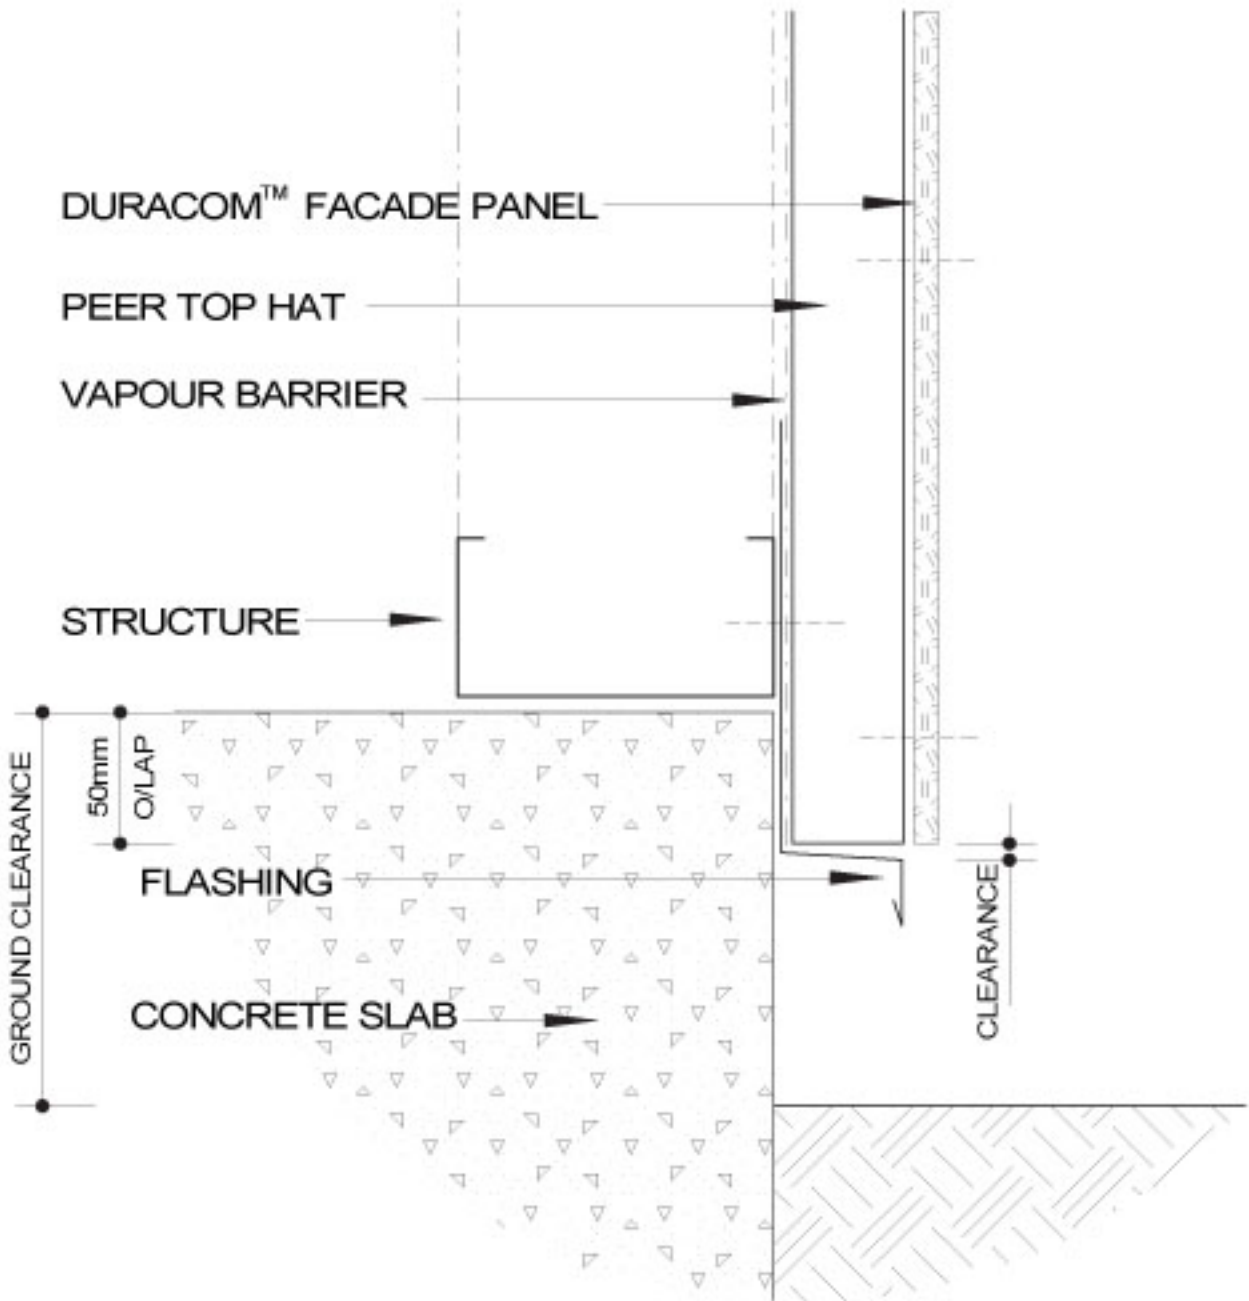 DURACOM™ FACADE PANEL
PEER TOP HAT
VAPOUR BARRIER
STRUCTURE
GROUND CLEARANCE
50mm
O/LAP
FLASHING
CLEARANCE
CONCRETE SLAB